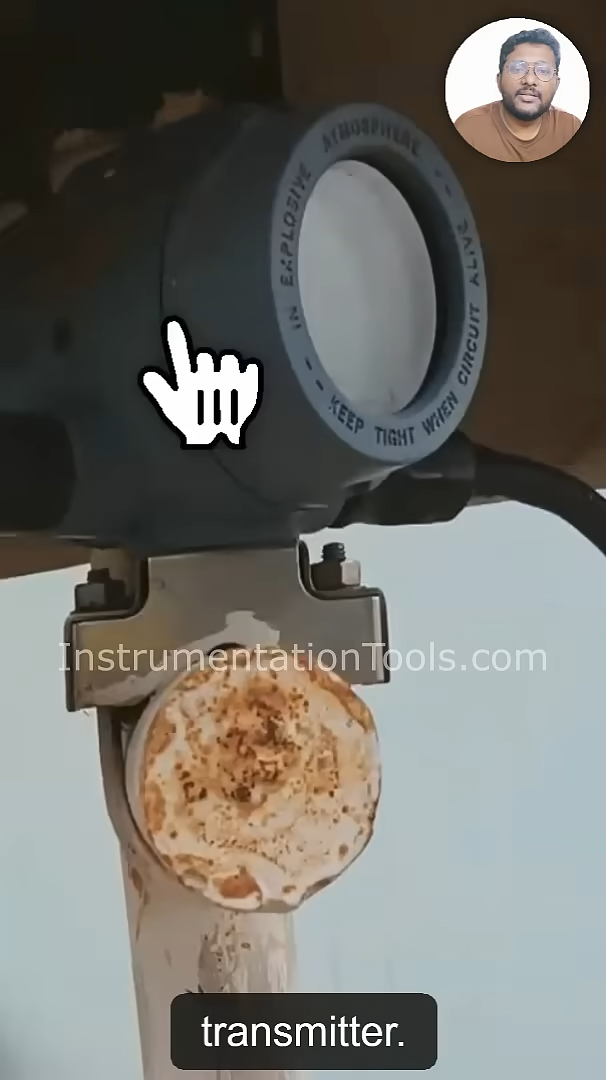 IN EXPLOSIVE ATMOSPHERE -- KEEP TIGHT WHEN CIRCUIT ALIVE --
InstrumentationTools.com
transmitter.